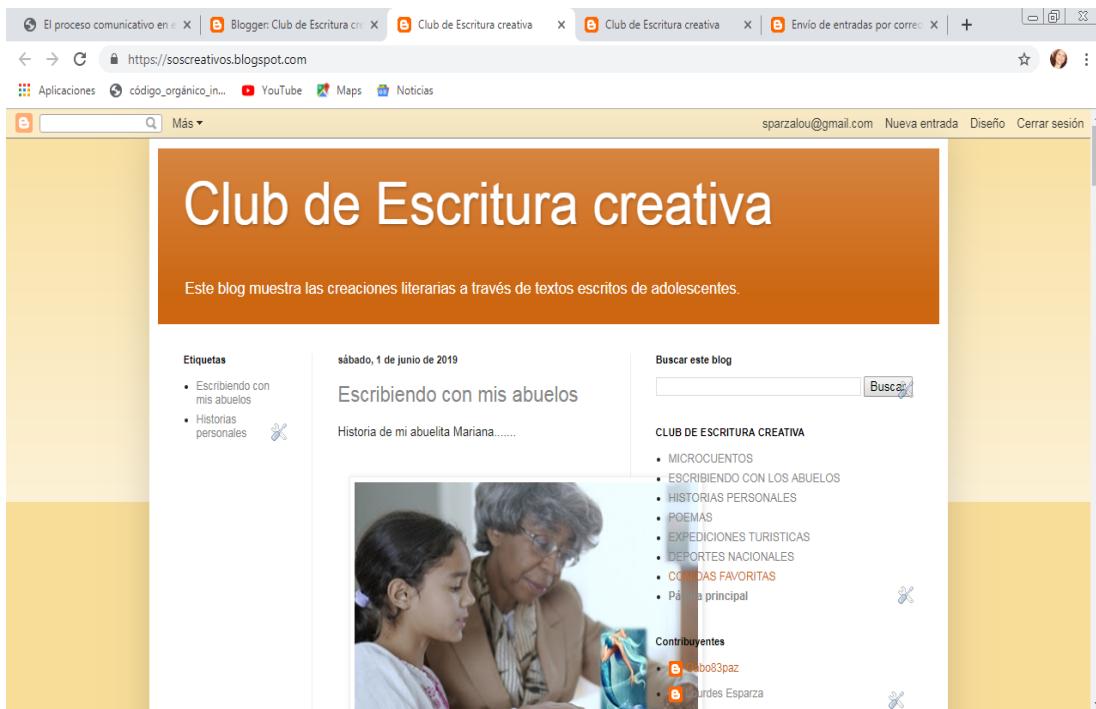 El proceso comunicativo en e
Blogger: Club de Escritura cre
Club de Escritura creativa
Club de Escritura creativa
Envío de entradas por correo
https://soscreativos.blogspot.com
Aplicaciones
código_orgánico_in...
YouTube
Maps
Noticias
Más
sparzalou@gmail.com
Nueva entrada
Diseño
Cerrar sesión
Club de Escritura creativa
Este blog muestra las creaciones literarias a través de textos escritos de adolescentes.
Etiquetas
Escribiendo con
mis abuelos
Historias
personales
sábado, 1 de junio de 2019
Escribiendo con mis abuelos
Historia de mi abuelita Mariana.......
Buscar este blog
Buscar
CLUB DE ESCRITURA CREATIVA
MICROCUENTOS
ESCRIBIENDO CON LOS ABUELOS
HISTORIAS PERSONALES
POEMAS
EXPEDICIONES TURISTICAS
DEPORTES NACIONALES
COMIDAS FAVORITAS
Página principal
Contribuyentes
Esparza